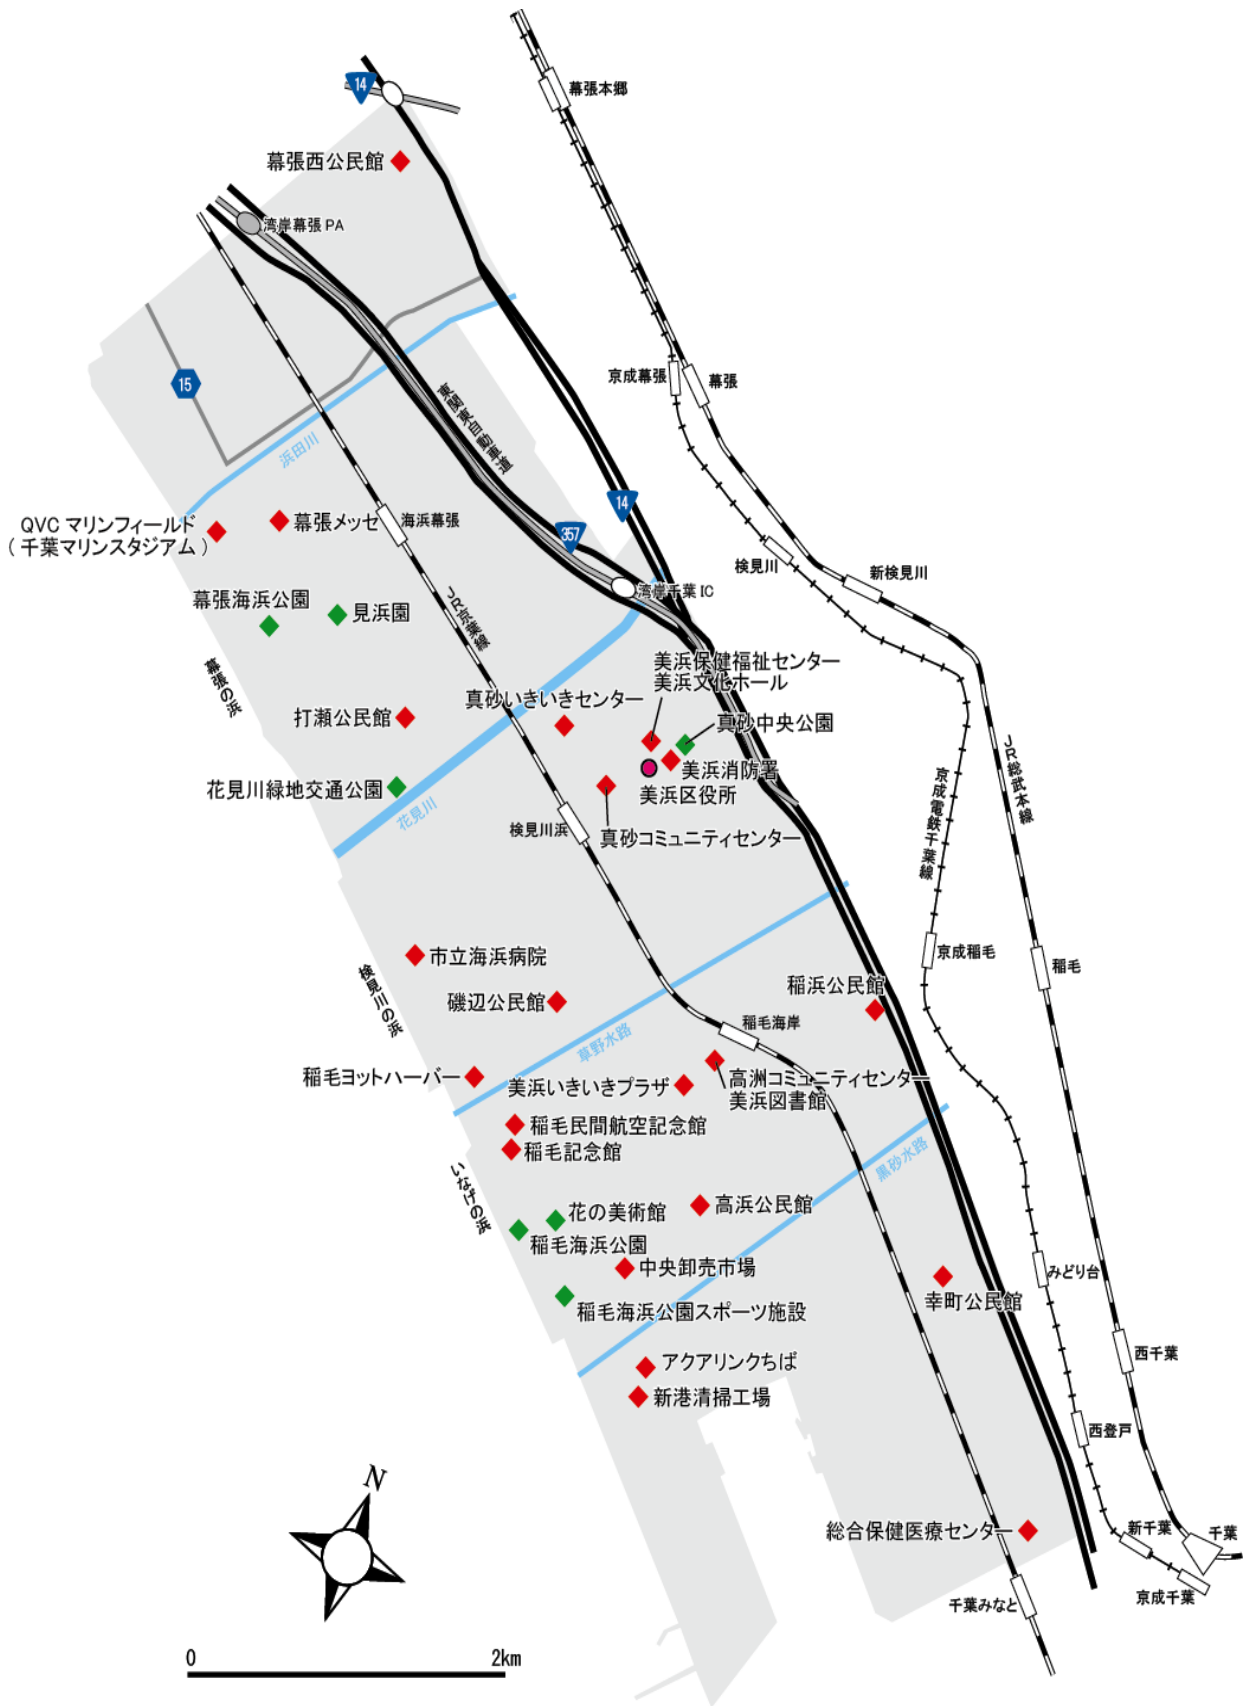 14
幕張本郷
幕張西公民館
湾岸幕張 PA
15
京成幕張
幕張
東関東自動車道
浜田川
QVC マリンフィールド
( 千葉マリンスタジアム )
幕張メッセ
海浜幕張
14
357
検見川
新検見川
湾岸千葉 IC
幕張海浜公園
見浜園
JR京葉線
幕張の浜
美浜保健福祉センター
美浜文化ホール
真砂いきいきセンター
打瀬公民館
真砂中央公園
花見川緑地交通公園
美浜消防署
美浜区役所
花見川
検見川浜
真砂コミュニティセンター
JR総武本線
京成電鉄千葉線
市立海浜病院
京成稲毛
稲毛
検見川の浜
磯辺公民館
稲浜公民館
稲毛海岸
草野水路
稲毛ヨットハーバー
美浜いきいきプラザ
高洲コミュニティセンター
美浜図書館
稲毛民間航空記念館
稲毛記念館
黒砂水路
いなげの浜
花の美術館
高浜公民館
稲毛海浜公園
中央卸売市場
みどり台
幸町公民館
稲毛海浜公園スポーツ施設
アクアリンクちば
西千葉
新港清掃工場
西登戸
N
総合保健医療センター
新千葉
千葉
京成千葉
千葉みなと
0
2km